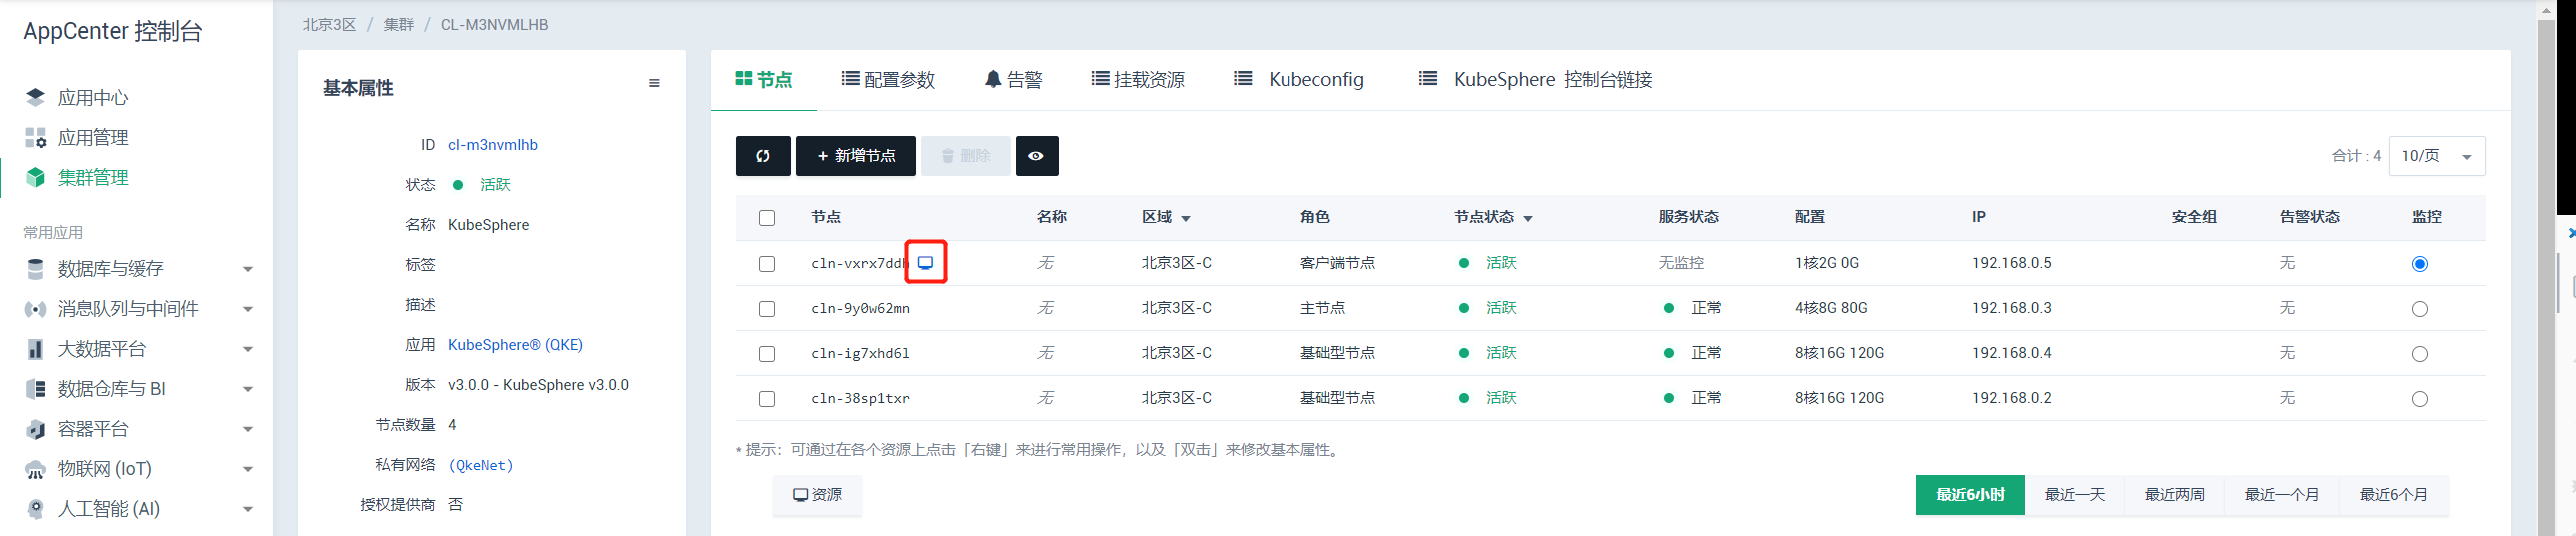 AppCenter 控制台
应用中心
应用管理
集群管理
常用应用
数据库与缓存
消息队列与中间件
大数据平台
数据仓库与 BI
容器平台
物联网 (IoT)
人工智能 (AI)
北京3区 / 集群 / CL-M3NVMLHB
基本属性
ID cl-m3nvmlhb
状态 活跃
名称 KubeSphere
标签
描述
应用 KubeSphere® (QKE)
版本 v3.0.0 - KubeSphere v3.0.0
节点数量 4
私有网络 (QkeNet)
授权提供商 否
节点 配置参数 告警 挂载资源 Kubeconfig KubeSphere 控制台链接
+ 新增节点 删除 合计 : 4 10/页
节点 名称 区域 角色 节点状态 服务状态 配置 IP 安全组 告警状态 监控
cln-vxrx7ddh 无 北京3区-C 客户端节点 活跃 无监控 1核2G 0G 192.168.0.5 无
cln-9y0w62mn 无 北京3区-C 主节点 活跃 正常 4核8G 80G 192.168.0.3 无
cln-ig7xhd6l 无 北京3区-C 基础型节点 活跃 正常 8核16G 120G 192.168.0.4 无
cln-38sp1txr 无 北京3区-C 基础型节点 活跃 正常 8核16G 120G 192.168.0.2 无
* 提示：可通过在各个资源上点击「右键」来进行常用操作，以及「双击」来修改基本属性。
资源 最近6小时 最近一天 最近两周 最近一个月 最近6个月